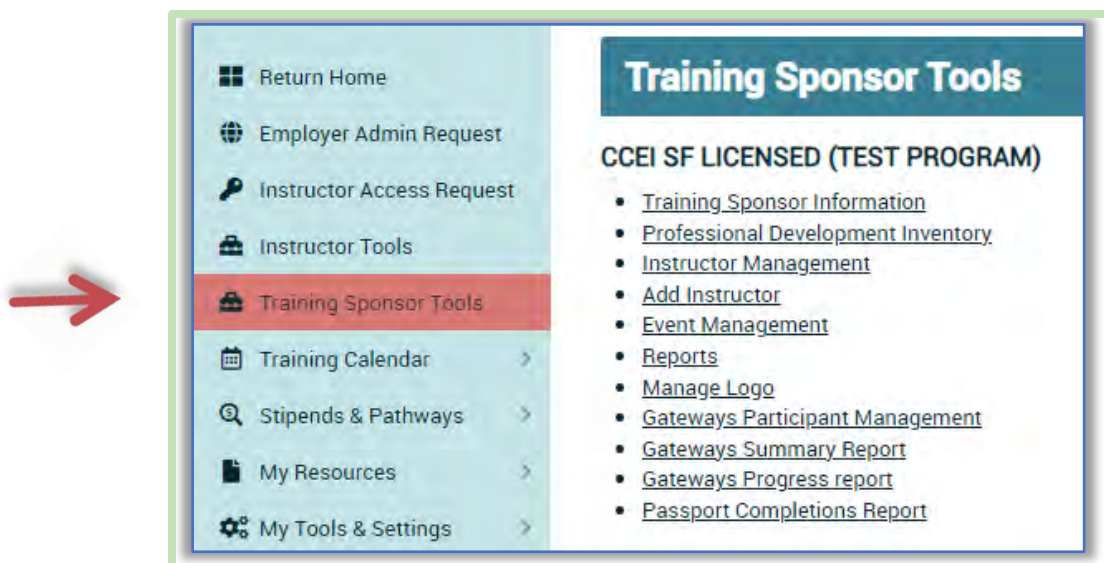 Return Home
Employer Admin Request
Instructor Access Request
Instructor Tools
Training Sponsor Tools
Training Calendar
Stipends & Pathways
My Resources
My Tools & Settings
Training Sponsor Tools
CCEI SF LICENSED (TEST PROGRAM)
Training Sponsor Information
Professional Development Inventory
Instructor Management
Add Instructor
Event Management
Reports
Manage Logo
Gateways Participant Management
Gateways Summary Report
Gateways Progress report
Passport Completions Report